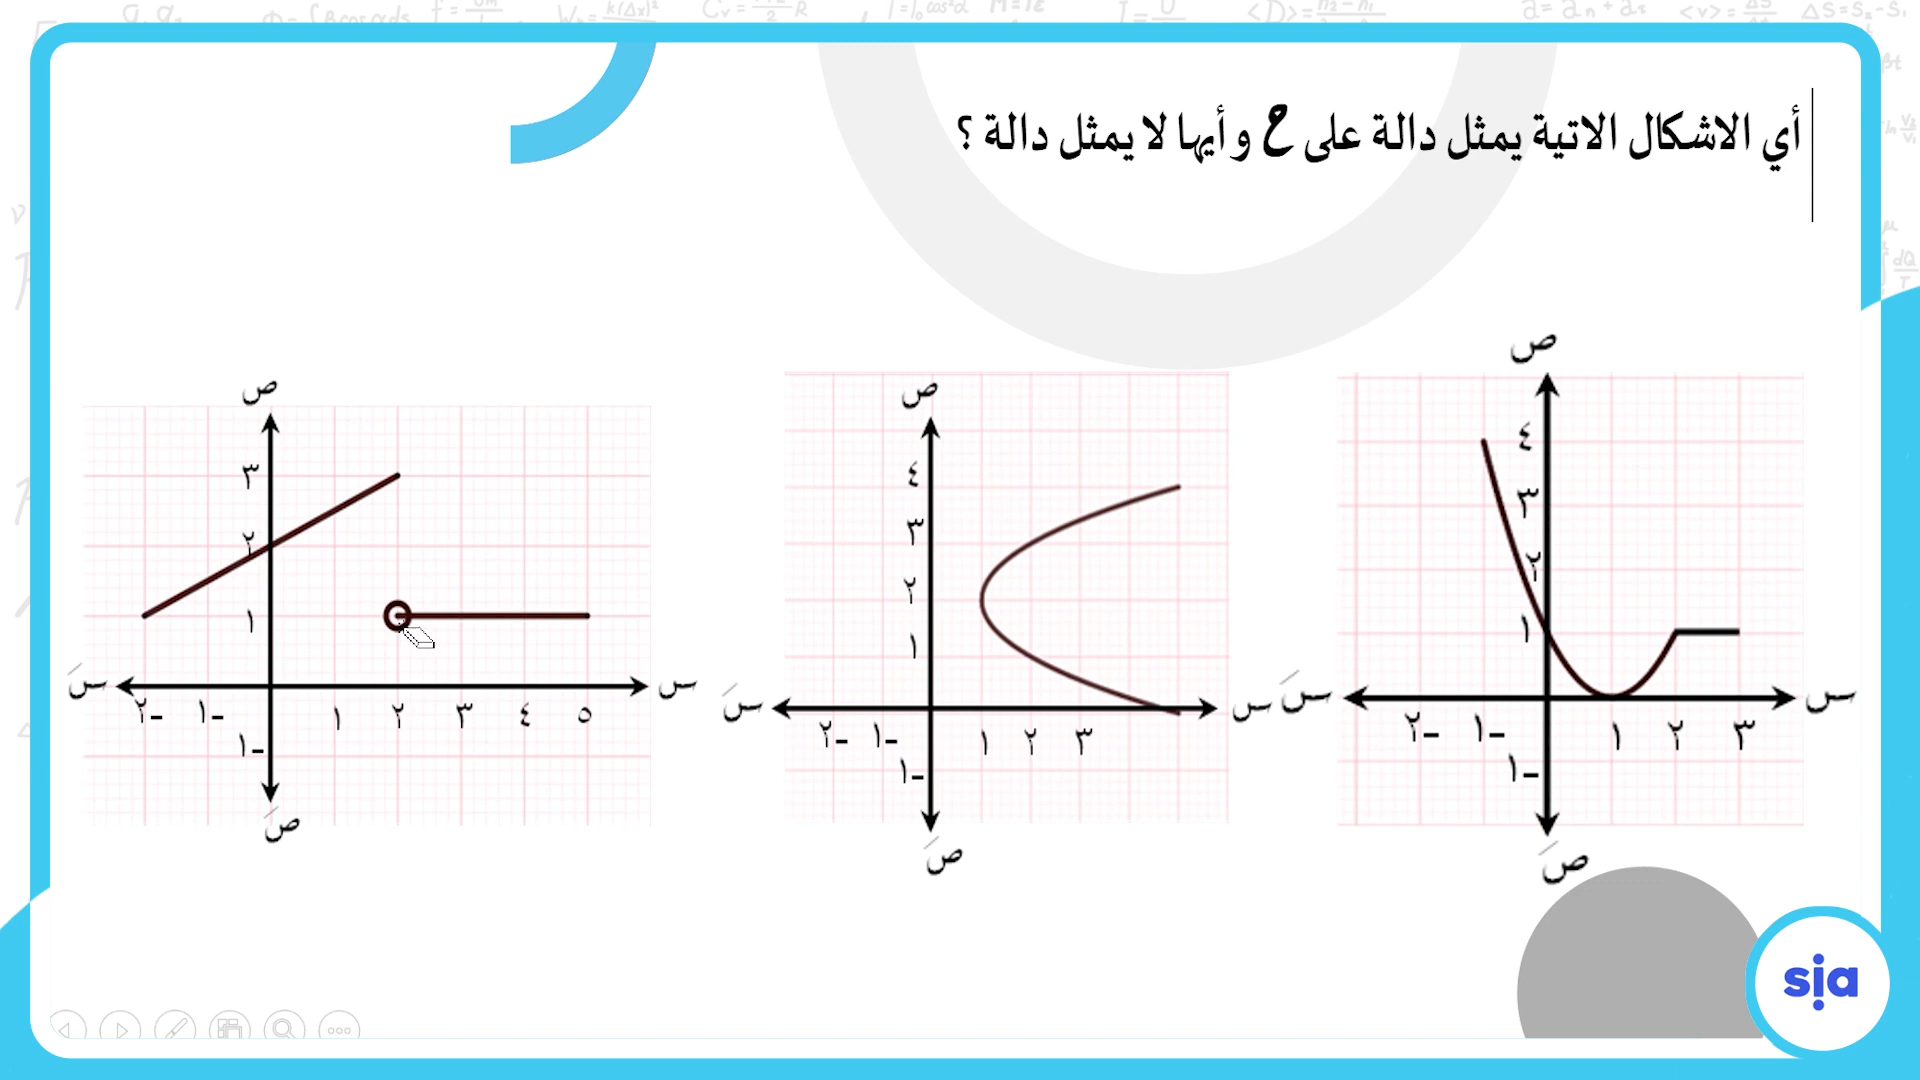 أي الاشكال الاتية يمثل دالة على ح و أيها لا يمثل دالة ؟
ص
٤
٣
٢
١
سَ
س
-٢ -١ ١ ٢ ٣
-١
صَ
ص
٤
٣
٢
١
سَ
س
-٢ -١ ١ ٢ ٣
-١
صَ
ص
٣
٢
١
سَ
س
-٢ -١ ١ ٢ ٣ ٤ ٥
-١
صَ
sia